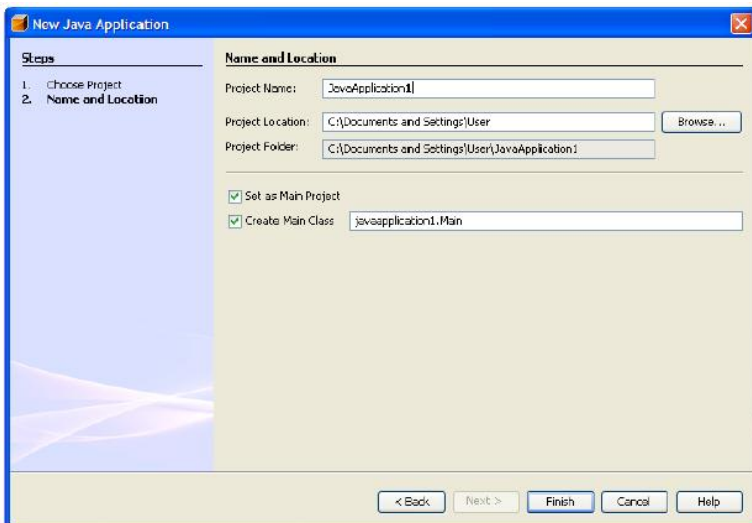 New Java Application
Steps
1. Choose Project
2. Name and Location
Name and Location
Project Name: JavaApplication1
Project Location: C:\Documents and Settings\User Browse...
Project Folder: C:\Documents and Settings\User\JavaApplication1
Set as Main Project
Create Main Class javaapplication1.Main
< Back Next > Finish Cancel Help